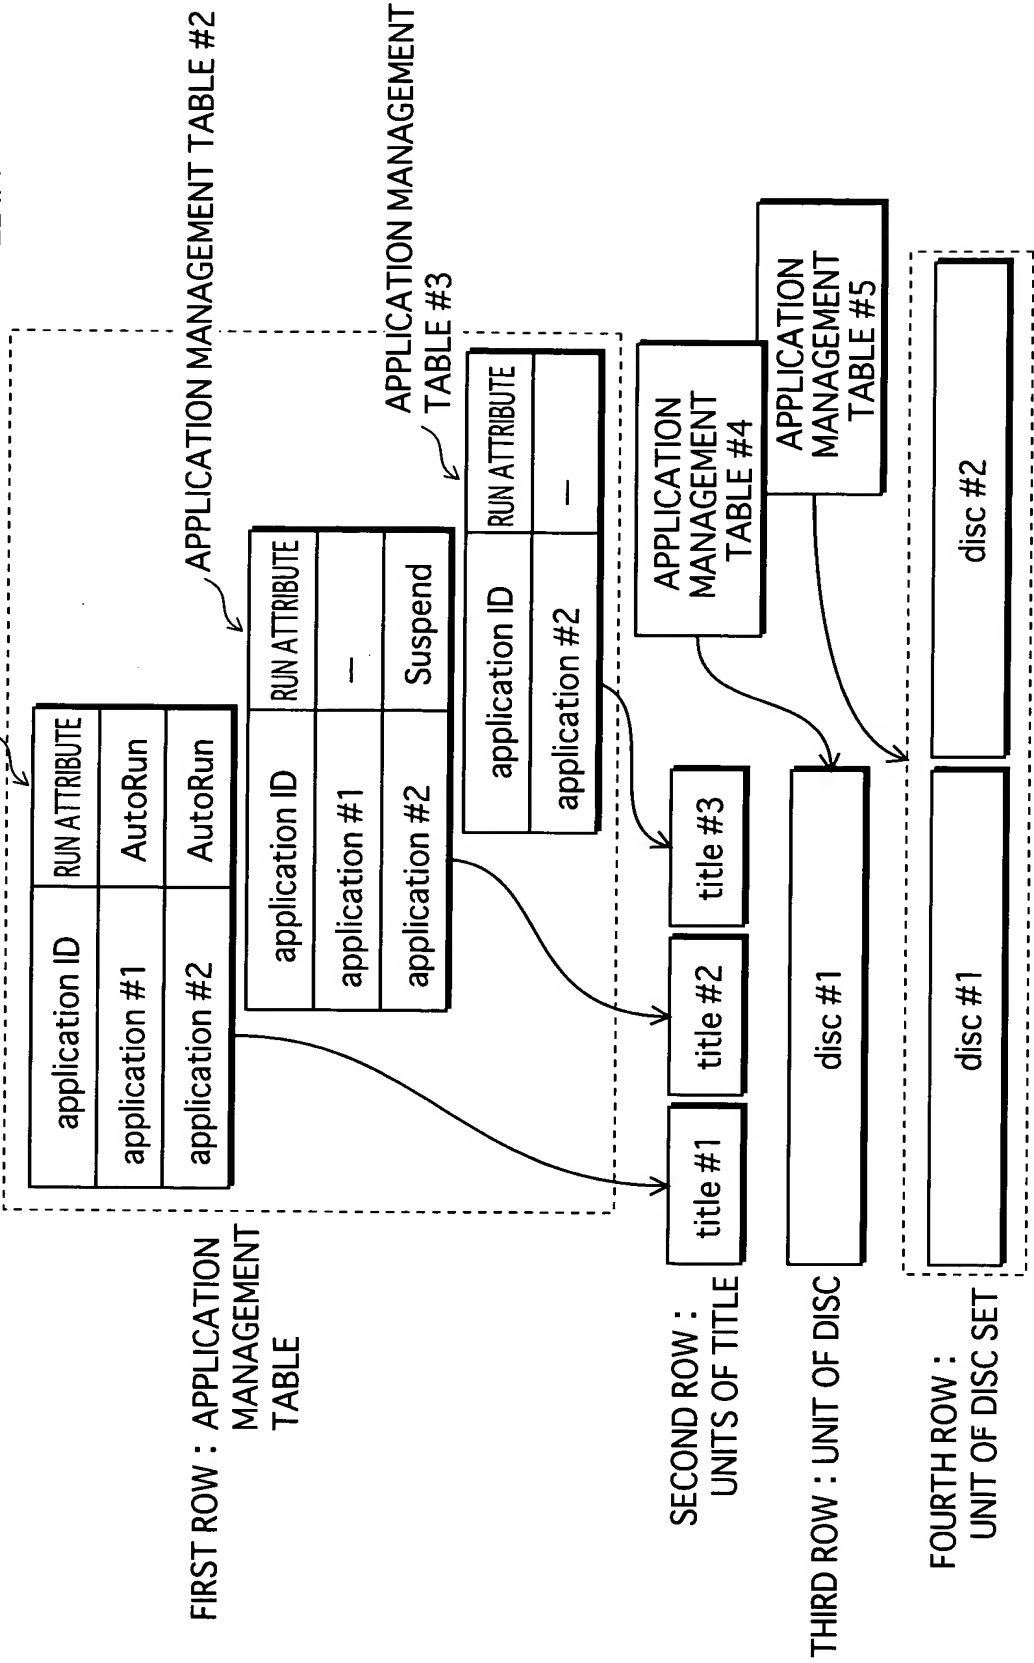 FIRST ROW : APPLICATION
MANAGEMENT
TABLE
application ID RUN ATTRIBUTE
application #1 AutoRun
application #2 AutoRun
APPLICATION MANAGEMENT TABLE #2
application ID RUN ATTRIBUTE
application #1 —
application #2 Suspend
APPLICATION MANAGEMENT
TABLE #3
application ID RUN ATTRIBUTE
application #2 —
SECOND ROW :
UNITS OF TITLE
title #1 title #2 title #3
APPLICATION
MANAGEMENT
TABLE #4
THIRD ROW : UNIT OF DISC
disc #1
APPLICATION
MANAGEMENT
TABLE #5
FOURTH ROW :
UNIT OF DISC SET
disc #1 disc #2